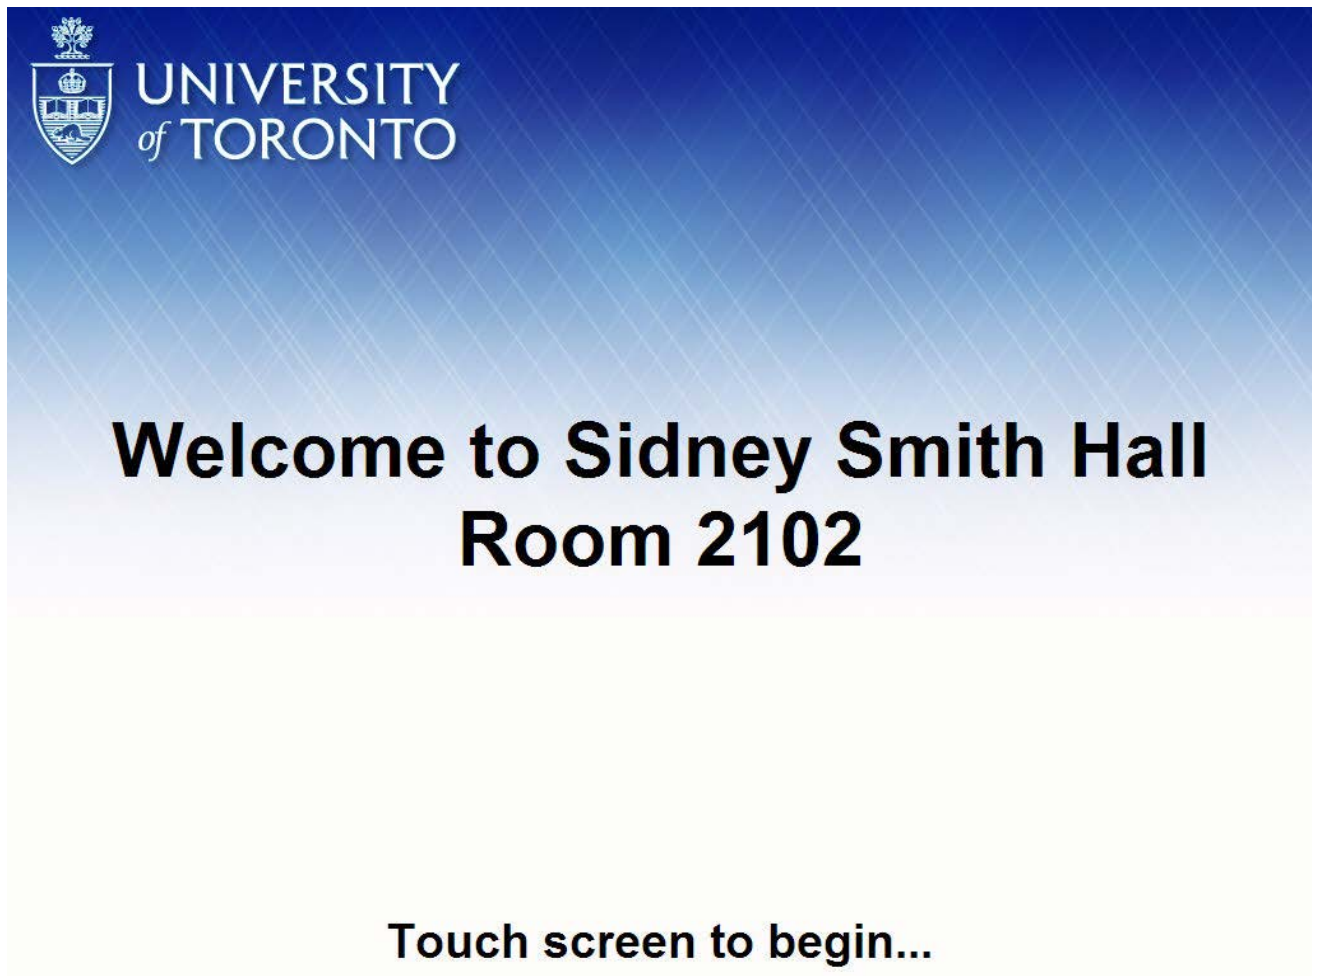 UNIVERSITY
of TORONTO
Welcome to Sidney Smith Hall
Room 2102
Touch screen to begin...